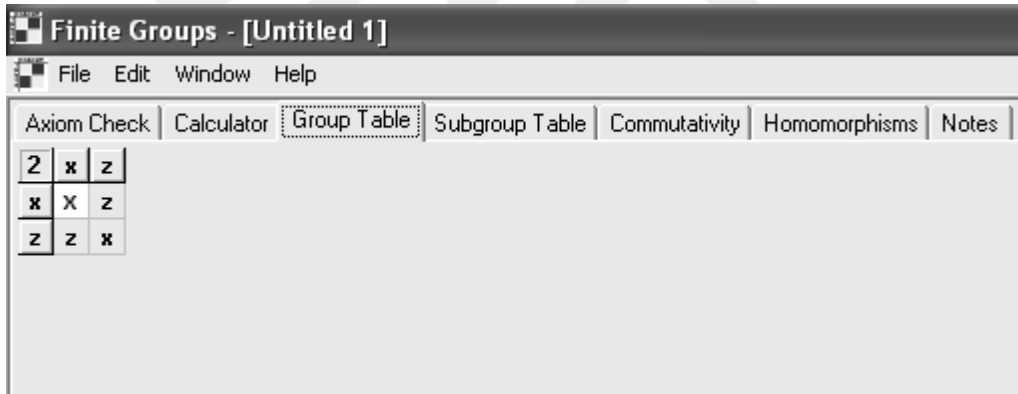 Finite Groups - [Untitled 1]
File Edit Window Help
Axiom Check Calculator Group Table Subgroup Table Commutativity Homomorphisms Notes
2 x z
x x z
z z x